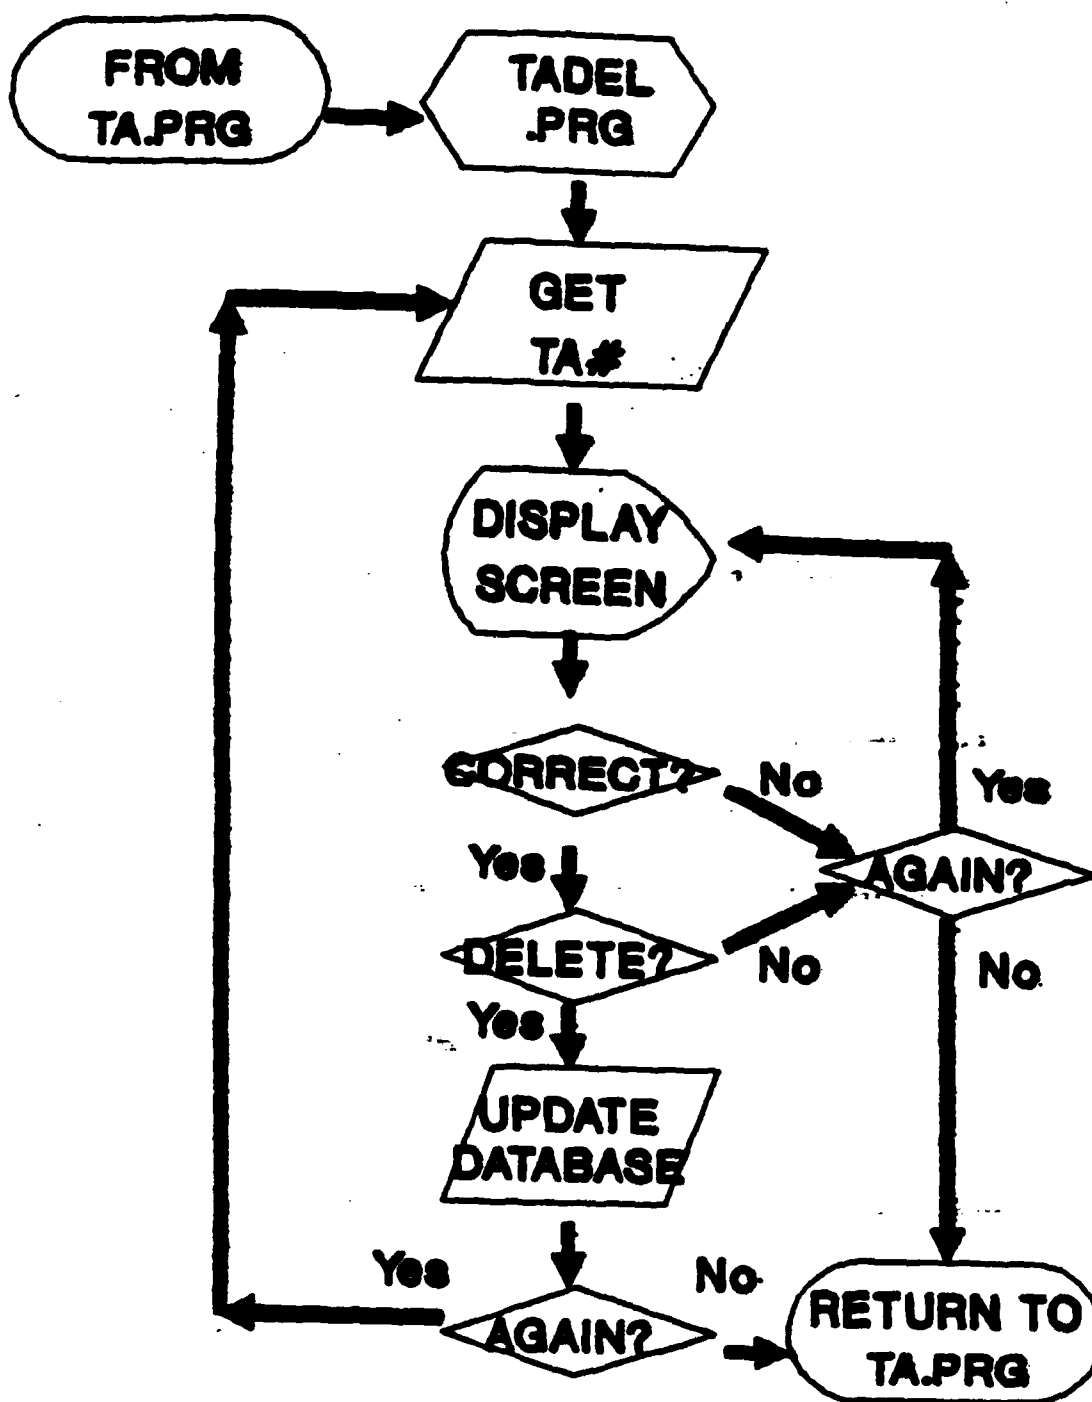 FROM
TA.PRG
TADEL
.PRG
GET
TA#
DISPLAY
SCREEN
CORRECT?
No
Yes
Yes
AGAIN?
DELETE?
No
No
Yes
UPDATE
DATABASE
Yes
No
AGAIN?
RETURN TO
TA.PRG